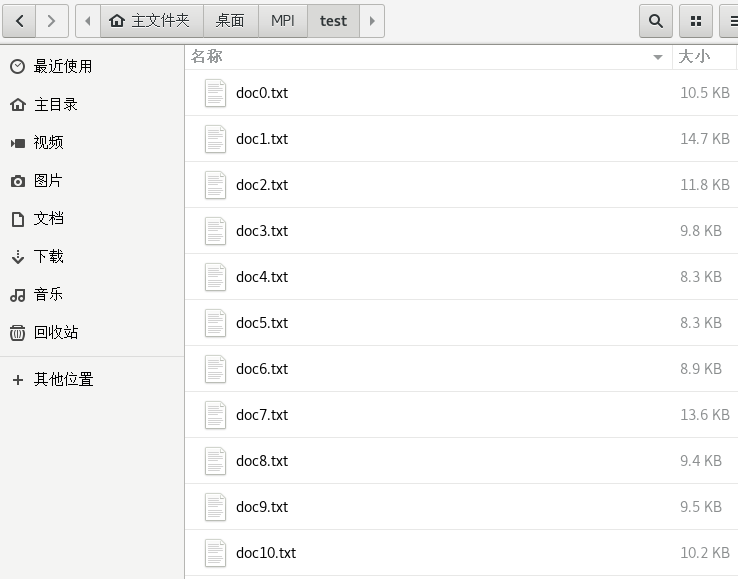 主文件夹 桌面 MPI test
名称 大小
最近使用
主目录
视频
图片
文档
下载
音乐
回收站
其他位置
doc0.txt 10.5 KB
doc1.txt 14.7 KB
doc2.txt 11.8 KB
doc3.txt 9.8 KB
doc4.txt 8.3 KB
doc5.txt 8.3 KB
doc6.txt 8.9 KB
doc7.txt 13.6 KB
doc8.txt 9.4 KB
doc9.txt 9.5 KB
doc10.txt 10.2 KB